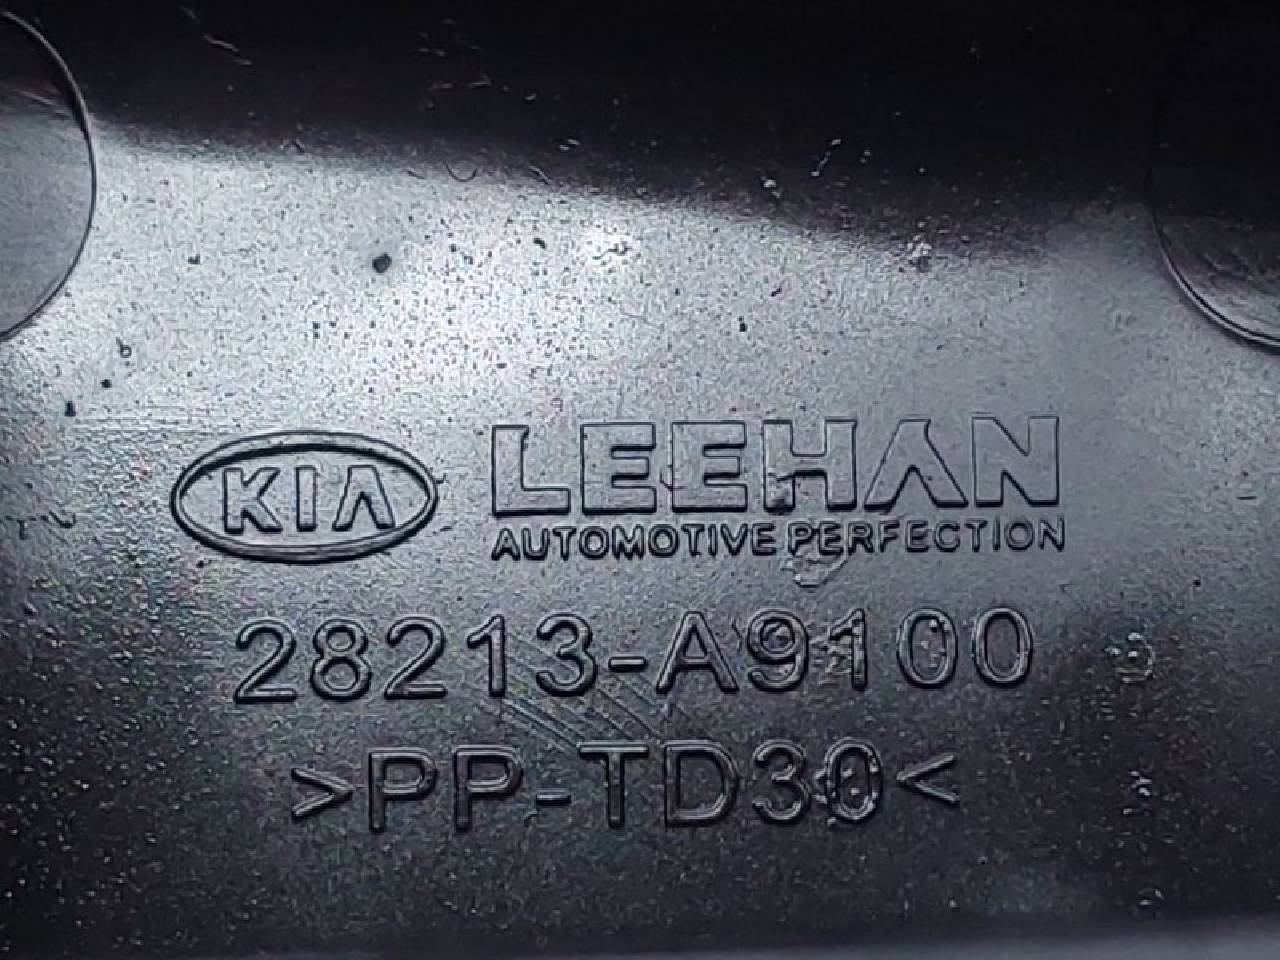 KIA LEEHAN
AUTOMOTIVE PERFECTION
28213-A9100
>PP-TD30<